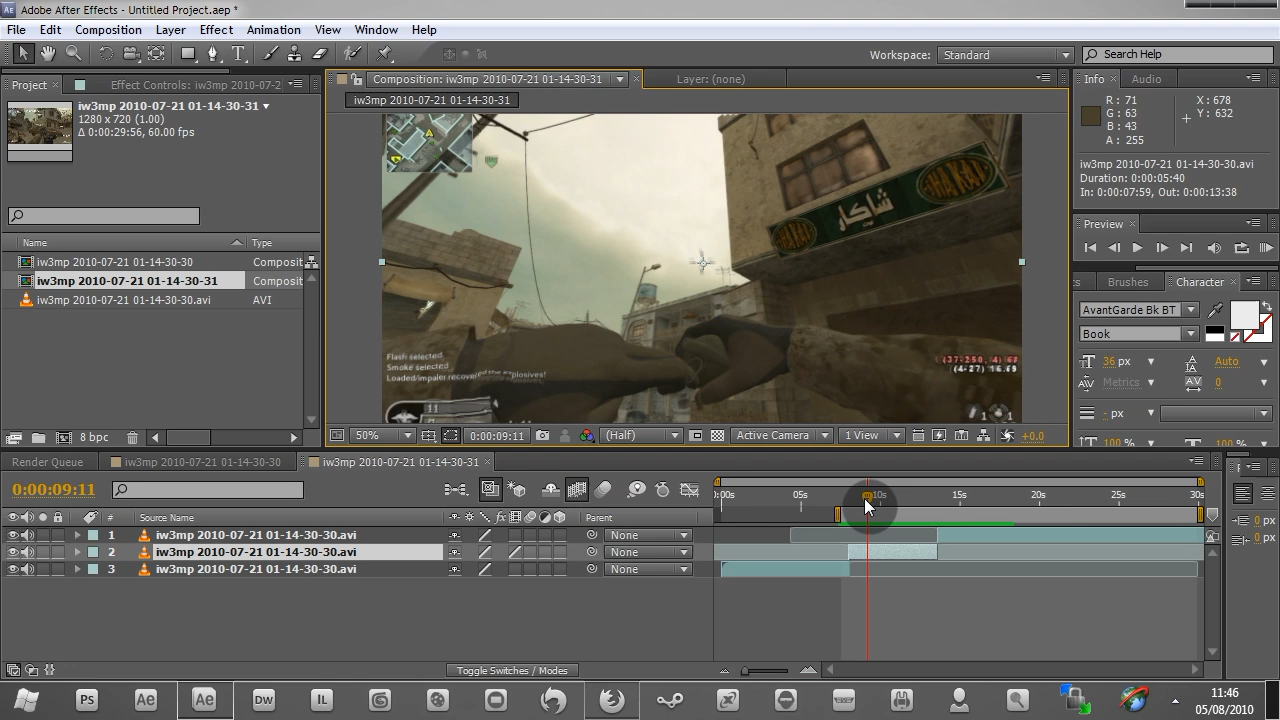 Adobe After Effects - Untitled Project.aep *
File Edit Composition Layer Effect Animation View Window Help
Workspace: Standard Search Help
Project Effect Controls: iw3mp 2010-07-2
iw3mp 2010-07-21 01-14-30-31
1280 x 720 (1.00)
Δ 0:00:29:56, 60.00 fps
Name Type
iw3mp 2010-07-21 01-14-30 Composit
iw3mp 2010-07-21 01-14-30-31 Composit
iw3mp 2010-07-21 01-14-30-30.avi AVI
8 bpc
Composition: iw3mp 2010-07-21 01-14-30-31 Layer: (none)
iw3mp 2010-07-21 01-14-30-31
شاكار
Flash selected
Smoke selected
Loaded/impaler recovered the explosives!
11
50% 0:00:09:11 (Half) Active Camera 1 View +0.0
Info Audio
R : 71 X : 678
G : 63 Y : 632
B : 43
A : 255
iw3mp 2010-07-21 01-14-30-30.avi
Duration: 0:00:05:40
In: 0:00:07:59, Out: 0:00:13:38
Preview
Brushes Character
AvantGarde Bk BT
Book
36 px Auto
Metrics 0
- px
100 % 100 %
Render Queue iw3mp 2010-07-21 01-14-30-30 iw3mp 2010-07-21 01-14-30-31
0:00:09:11
0:00s 05s 10s 15s 20s 25s 30s
# Source Name Parent
1 iw3mp 2010-07-21 01-14-30-30.avi None
2 iw3mp 2010-07-21 01-14-30-30.avi None
3 iw3mp 2010-07-21 01-14-30-30.avi None
0 px
0 px
Toggle Switches / Modes
PS Ae Ae DW IL
11:46
05/08/2010